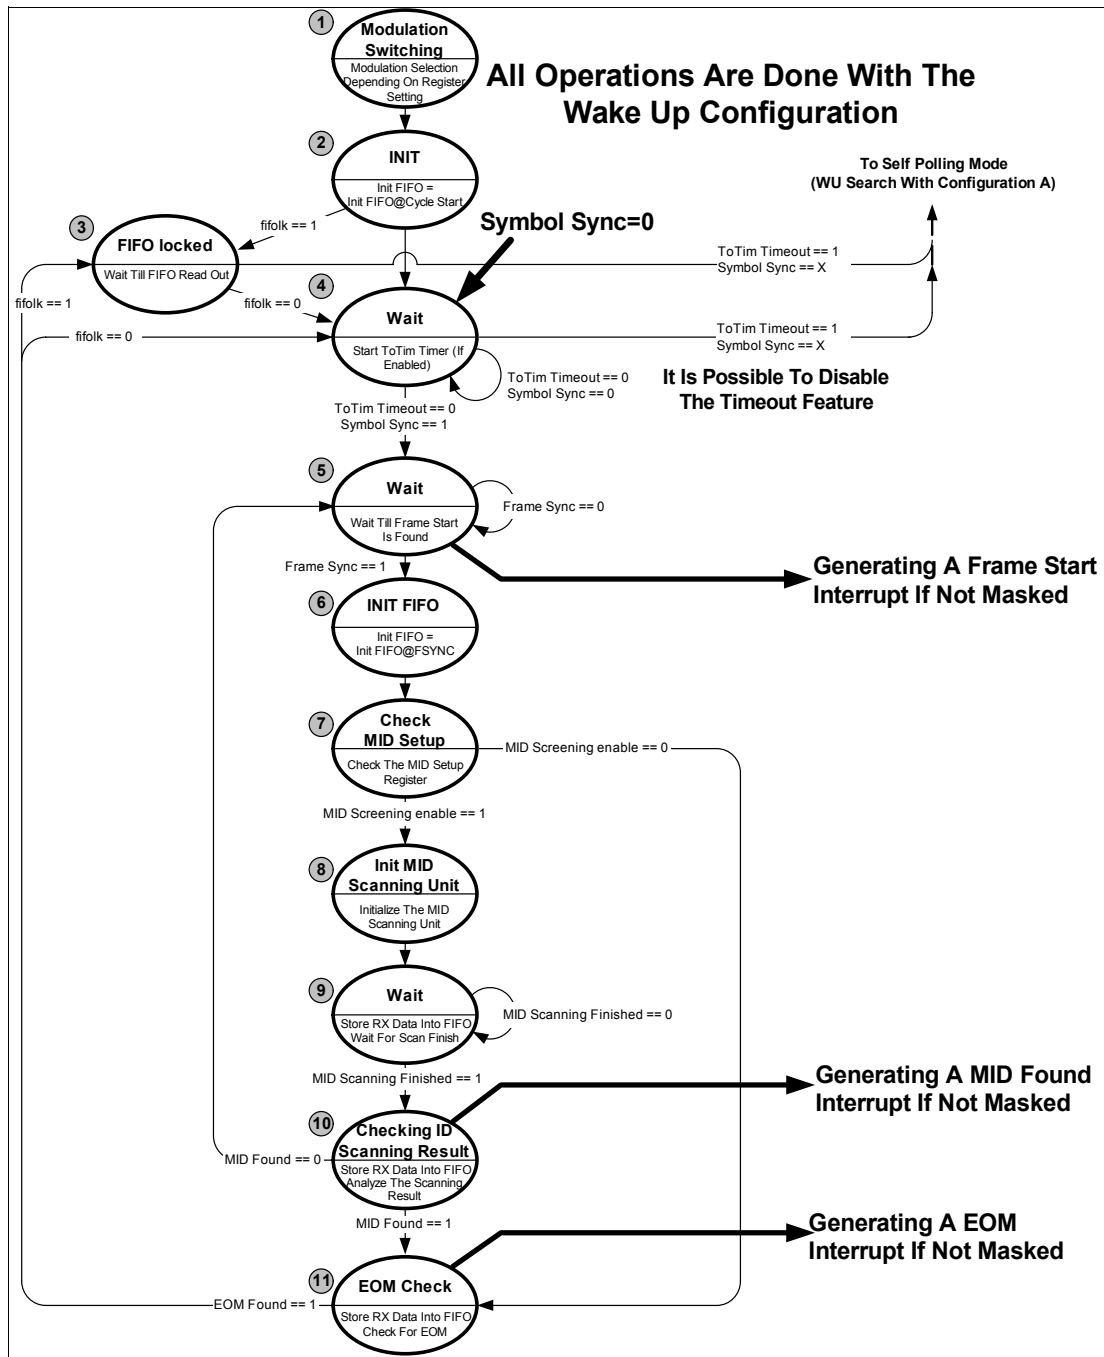 1
Modulation
Switching
Modulation Selection
Depending On Register
Setting
All Operations Are Done With The
Wake Up Configuration
2
INIT
Init FIFO =
Init FIFO@Cycle Start
To Self Polling Mode
(WU Search With Configuration A)
fifolk == 1
Symbol Sync=0
3
FIFO locked
Wait Till FIFO Read Out
ToTim Timeout == 1
Symbol Sync == X
fifolk == 1
fifolk == 0
4
Wait
Start ToTim Timer (If
Enabled)
fifolk == 0
ToTim Timeout == 1
Symbol Sync == X
ToTim Timeout == 0
Symbol Sync == 0
It Is Possible To Disable
The Timeout Feature
ToTim Timeout == 0
Symbol Sync == 1
5
Wait
Wait Till Frame Start
Is Found
Frame Sync == 0
Frame Sync == 1
Generating A Frame Start
Interrupt If Not Masked
6
INIT FIFO
Init FIFO =
Init FIFO@FSYNC
7
Check
MID Setup
Check The MID Setup
Register
MID Screening enable == 0
MID Screening enable == 1
8
Init MID
Scanning Unit
Initialize The MID
Scanning Unit
9
Wait
Store RX Data Into FIFO
Wait For Scan Finish
MID Scanning Finished == 0
MID Scanning Finished == 1
Generating A MID Found
Interrupt If Not Masked
10
Checking ID
Scanning Result
Store RX Data Into FIFO
Analyze The Scanning
Result
MID Found == 0
MID Found == 1
Generating A EOM
Interrupt If Not Masked
11
EOM Check
Store RX Data Into FIFO
Check For EOM
EOM Found == 1